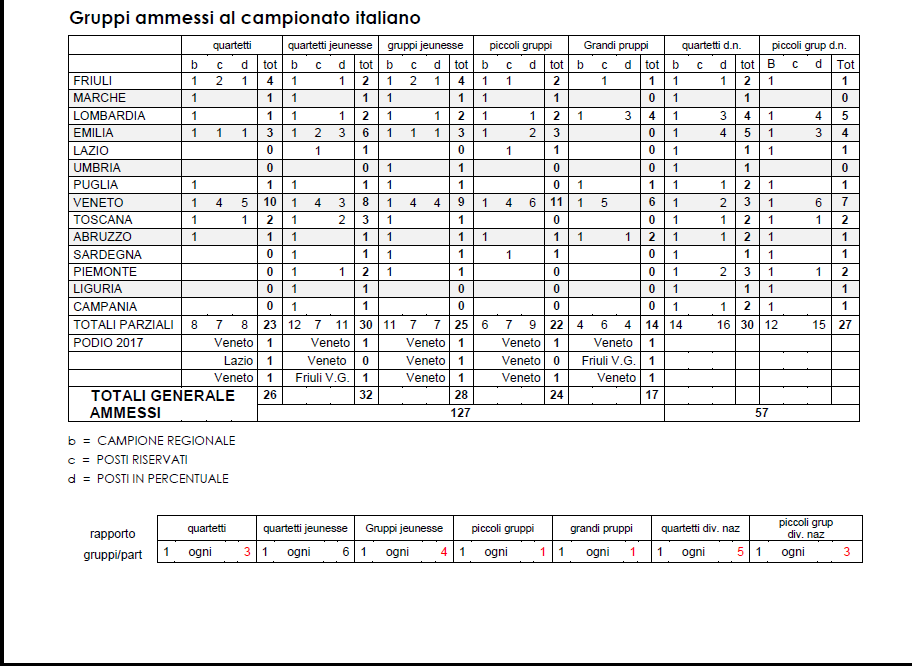 Gruppi ammessi al campionato italiano
quartetti quartetti jeunesse gruppi jeunesse piccoli gruppi Grandi pruppi quartetti d.n. piccoli grup d.n.
b c d tot b c d tot b c d tot b c d tot b c d tot b c d tot B c d Tot
FRIULI 1 2 1 4 1 1 2 1 2 1 4 1 1 2 1 1 1 1 2 1 1
MARCHE 1 1 1 1 1 1 1 1 0 1 1 0
LOMBARDIA 1 1 1 1 2 1 1 2 1 1 2 1 3 4 1 3 4 1 4 5
EMILIA 1 1 1 3 1 2 3 6 1 1 1 3 1 2 3 0 1 4 5 1 3 4
LAZIO 0 1 1 0 1 1 0 1 1 1 1
UMBRIA 0 0 1 1 0 0 1 1 0
PUGLIA 1 1 1 1 1 1 0 1 1 1 1 2 1 1
VENETO 1 4 5 10 1 4 3 8 1 4 4 9 1 4 6 11 1 5 6 1 2 3 1 6 7
TOSCANA 1 1 2 1 2 3 1 1 0 0 1 1 2 1 1 2
ABRUZZO 1 1 1 1 1 1 1 1 1 1 2 1 1 2 1 1
SARDEGNA 0 1 1 1 1 1 1 0 1 1 1 1
PIEMONTE 0 1 1 2 1 1 0 0 1 2 3 1 1 2
LIGURIA 0 1 1 0 0 0 1 1 1 1
CAMPANIA 0 1 1 0 0 0 1 1 2 1 1
TOTALI PARZIALI 8 7 8 23 12 7 11 30 11 7 7 25 6 7 9 22 4 6 4 14 14 16 30 12 15 27
PODIO 2017 Veneto 1 Veneto 1 Veneto 1 Veneto 1 Veneto 1
Lazio 1 Veneto 0 Veneto 1 Veneto 0 Friuli V.G. 1
Veneto 1 Friuli V.G. 1 Veneto 1 Veneto 1 Veneto 1
TOTALI GENERALE 26 32 28 24 17
AMMESSI 127 57
b = CAMPIONE REGIONALE
c = POSTI RISERVATI
d = POSTI IN PERCENTUALE
rapporto quartetti quartetti jeunesse Gruppi jeunesse piccoli gruppi grandi pruppi quartetti div. naz piccoli grup
div. naz
gruppi/part 1 ogni 3 1 ogni 6 1 ogni 4 1 ogni 1 1 ogni 1 1 ogni 5 1 ogni 3